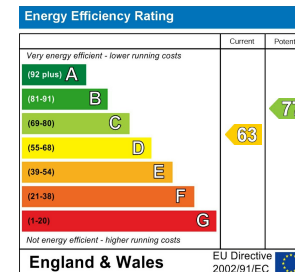 Energy Efficiency Rating
Current
Very energy efficient - lower running costs
(92 plus) A
(81-91) B
(69-80) C
(55-68) D
(39-54) E
(21-38) F
(1-20) G
63
Not energy efficient - higher running costs
England & Wales
EU Directive
2002/91/EC